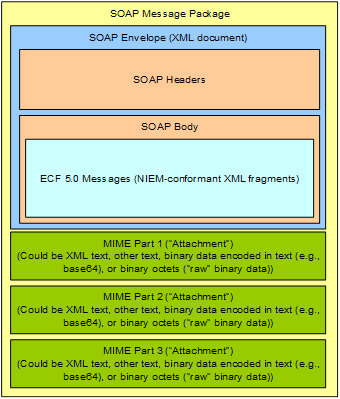 SOAP Message Package
SOAP Envelope (XML document)
SOAP Headers
SOAP Body
ECF 5.0 Messages (NIEM-conformant XML fragments)
MIME Part 1 ("Attachment")
(Could be XML text, other text, binary data encoded in text (e.g.,
base64), or binary octets ("raw" binary data))
MIME Part 2 ("Attachment")
(Could be XML text, other text, binary data encoded in text (e.g.,
base64), or binary octets ("raw" binary data))
MIME Part 3 ("Attachment")
(Could be XML text, other text, binary data encoded in text (e.g.,
base64), or binary octets ("raw" binary data))